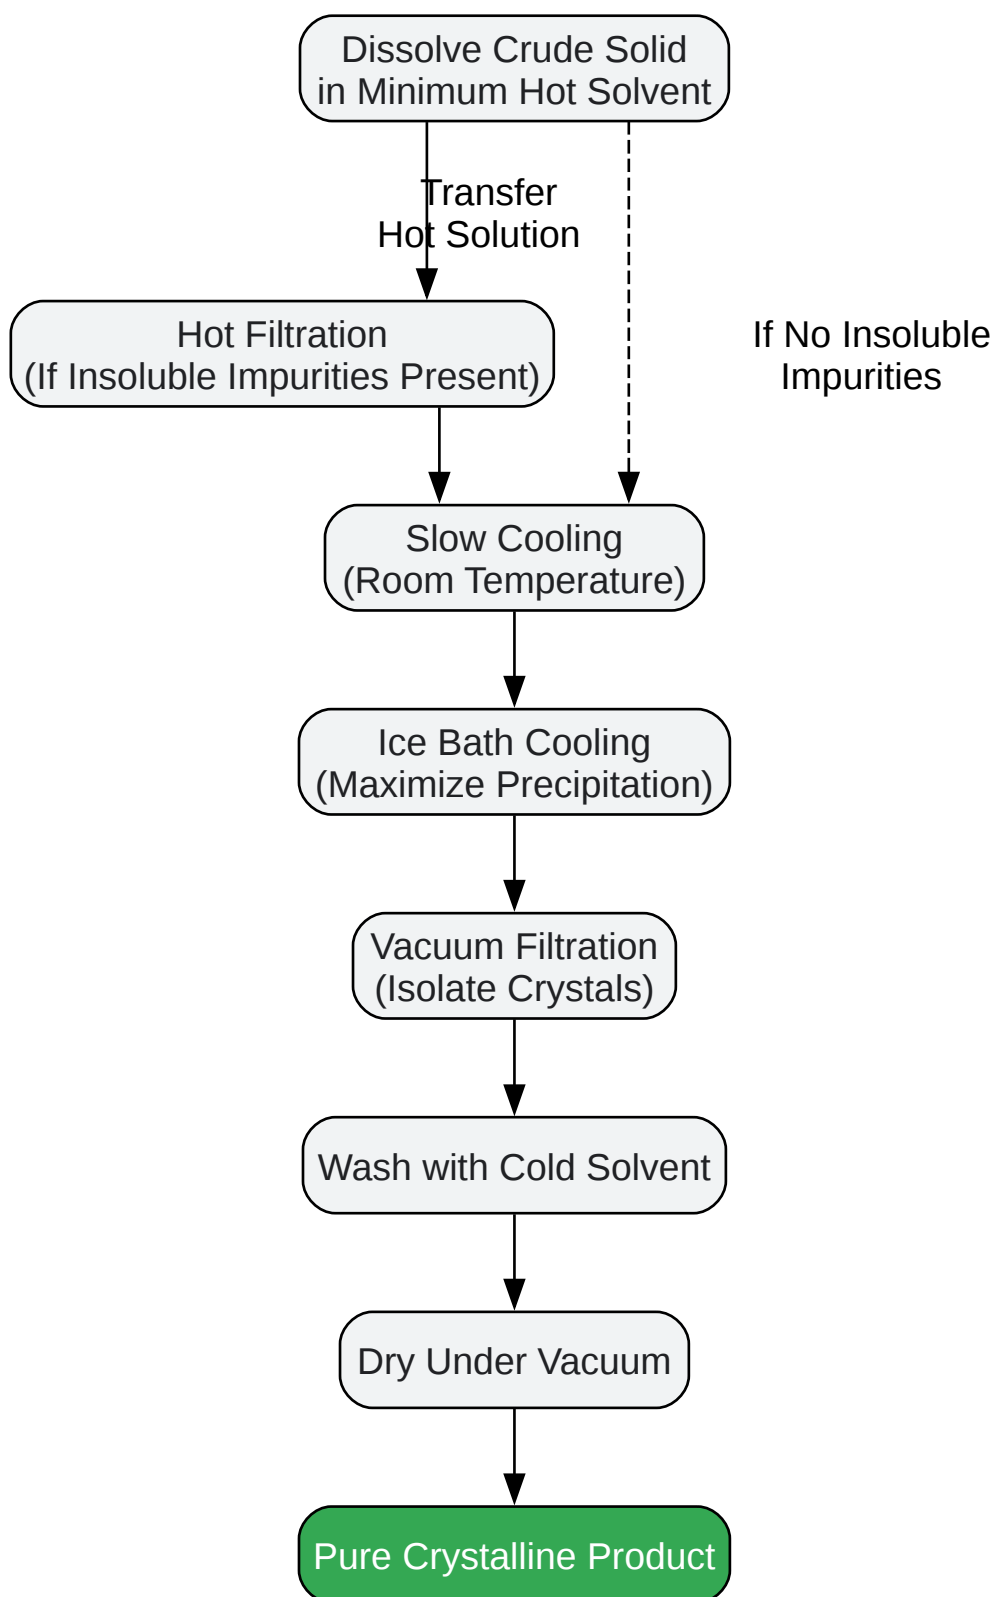 Dissolve Crude Solid
in Minimum Hot Solvent
Transfer
Hot Solution
Hot Filtration
(If Insoluble Impurities Present)
If No Insoluble
Impurities
Slow Cooling
(Room Temperature)
Ice Bath Cooling
(Maximize Precipitation)
Vacuum Filtration
(Isolate Crystals)
Wash with Cold Solvent
Dry Under Vacuum
Pure Crystalline Product